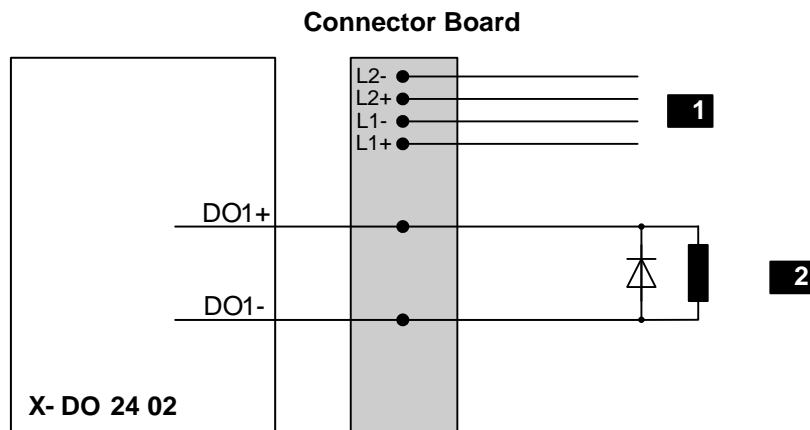 Connector Board
L2-
L2+
L1-
L1+
1
DO1+
2
DO1-
X- DO 24 02